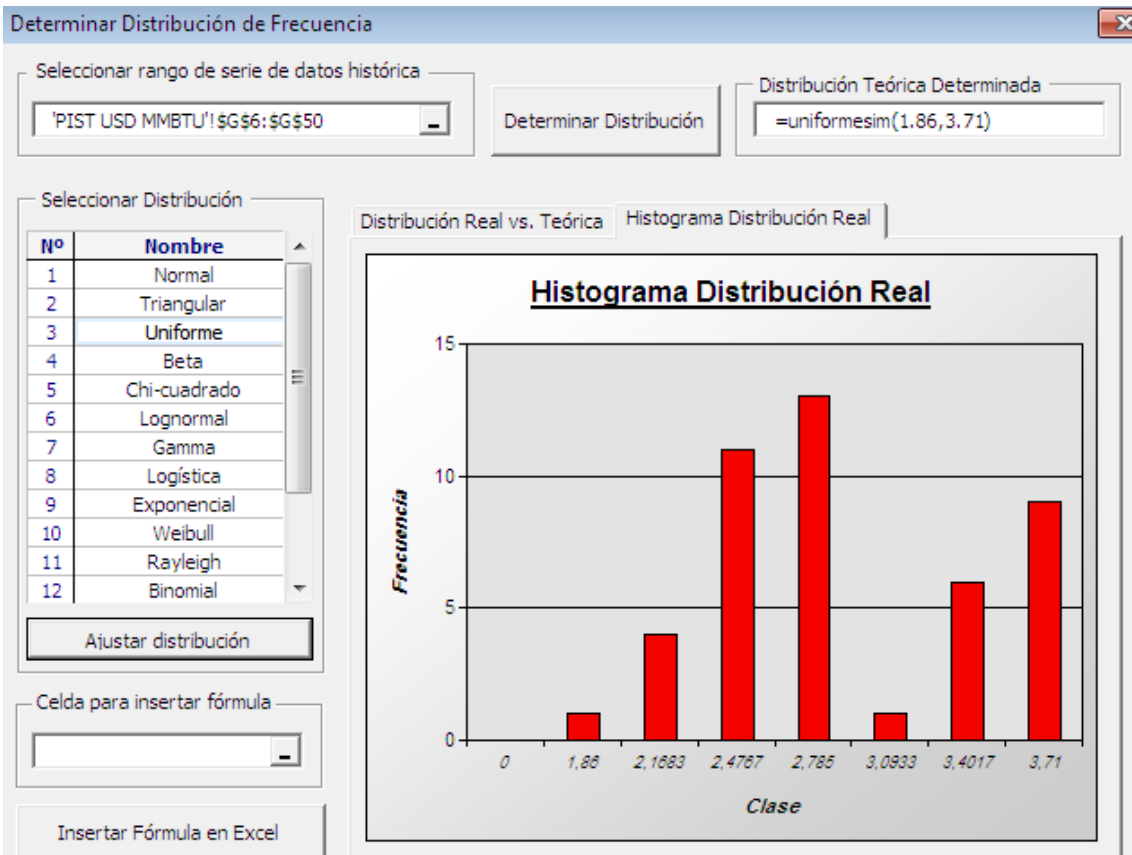 Determinar Distribución de Frecuencia
Seleccionar rango de serie de datos histórica
'PIST USD MMBTU'!$G$6:$G$50
Determinar Distribución
Distribución Teórica Determinada
=uniformesim(1.86,3.71)
Seleccionar Distribución
Nº Nombre
1 Normal
2 Triangular
3 Uniforme
4 Beta
5 Chi-cuadrado
6 Lognormal
7 Gamma
8 Logística
9 Exponencial
10 Weibull
11 Rayleigh
12 Binomial
Ajustar distribución
Celda para insertar fórmula
Insertar Fórmula en Excel
Distribución Real vs. Teórica
Histograma Distribución Real
Histograma Distribución Real
Frecuencia
15
10
5
0
0 1,86 2,1683 2,4767 2,785 3,0933 3,4017 3,71
Clase